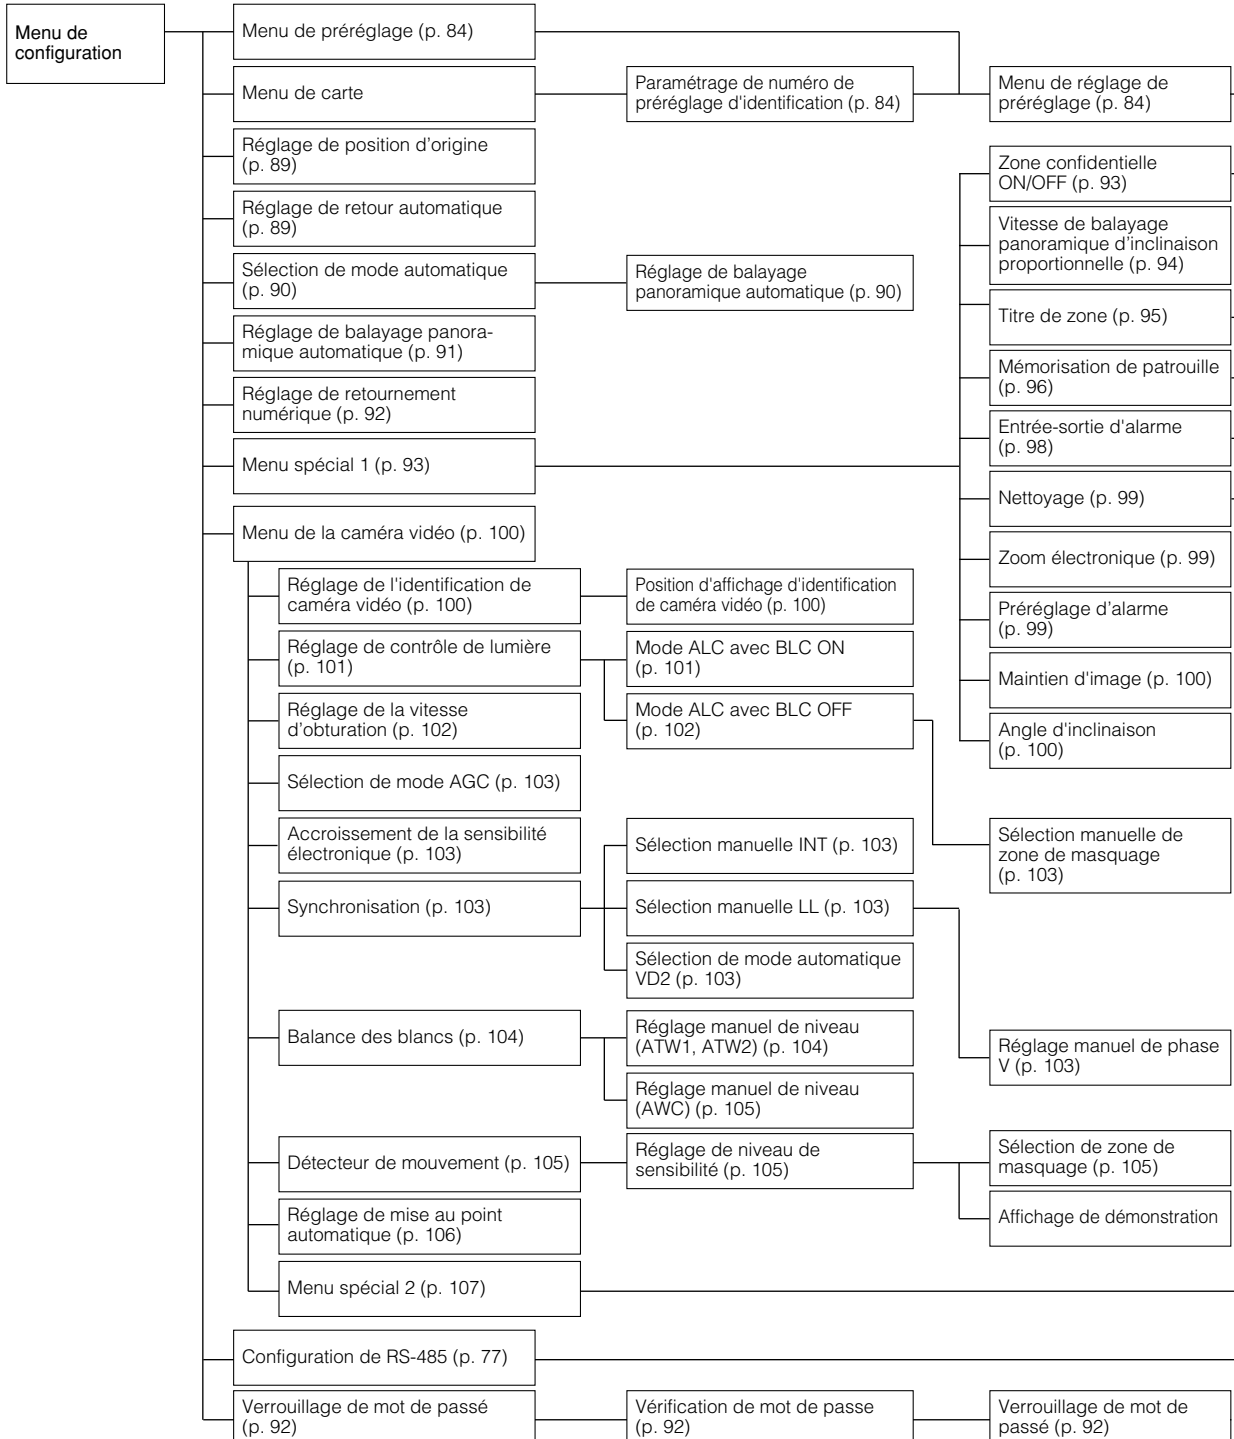 Menu de
configuration
Menu de préréglage (p. 84)
Menu de carte
Paramétrage de numéro de
préréglage d'identification (p. 84)
Menu de réglage de
préréglage (p. 84)
Réglage de position d'origine
(p. 89)
Réglage de retour automatique
(p. 89)
Sélection de mode automatique
(p. 90)
Réglage de balayage
panoramique automatique (p. 90)
Réglage de balayage panora-
mique automatique (p. 91)
Réglage de retournement
numérique (p. 92)
Menu spécial 1 (p. 93)
Zone confidentielle
ON/OFF (p. 93)
Vitesse de balayage
panoramique d'inclinaison
proportionnelle (p. 94)
Titre de zone (p. 95)
Mémorisation de patrouille
(p. 96)
Entrée-sortie d'alarme
(p. 98)
Nettoyage (p. 99)
Zoom électronique (p. 99)
Préréglage d'alarme
(p. 99)
Maintien d'image (p. 100)
Angle d'inclinaison
(p. 100)
Menu de la caméra vidéo (p. 100)
Réglage de l'identification de
caméra vidéo (p. 100)
Position d'affichage d'identification
de caméra vidéo (p. 100)
Réglage de contrôle de lumière
(p. 101)
Mode ALC avec BLC ON
(p. 101)
Mode ALC avec BLC OFF
(p. 102)
Réglage de la vitesse
d'obturation (p. 102)
Sélection de mode AGC (p. 103)
Accroissement de la sensibilité
électronique (p. 103)
Sélection manuelle INT (p. 103)
Sélection manuelle de
zone de masquage
(p. 103)
Synchronisation (p. 103)
Sélection manuelle LL (p. 103)
Sélection de mode automatique
VD2 (p. 103)
Balance des blancs (p. 104)
Réglage manuel de niveau
(ATW1, ATW2) (p. 104)
Réglage manuel de phase
V (p. 103)
Réglage manuel de niveau
(AWC) (p. 105)
Détecteur de mouvement (p. 105)
Réglage de niveau de
sensibilité (p. 105)
Sélection de zone de
masquage (p. 105)
Affichage de démonstration
Réglage de mise au point
automatique (p. 106)
Menu spécial 2 (p. 107)
Configuration de RS-485 (p. 77)
Verrouillage de mot de passé
(p. 92)
Vérification de mot de passe
(p. 92)
Verrouillage de mot de
passé (p. 92)